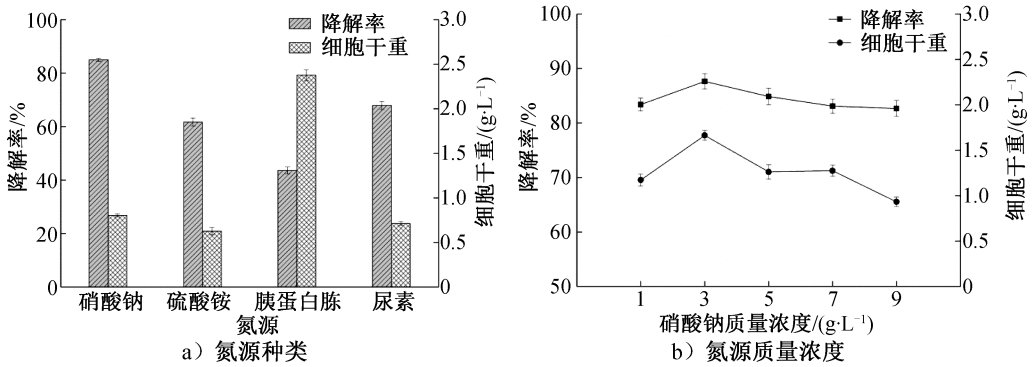 降解率
细胞干重
降解率/%
100
80
60
40
20
0
细胞干重/(g·L⁻¹)
3.0
2.5
2.0
1.5
1.0
0.5
0
硝酸钠 硫酸铵 胰蛋白胨 尿素
氮源
a）氮源种类
降解率
细胞干重
降解率/%
100
90
80
70
60
50
细胞干重/(g·L⁻¹)
3.0
2.5
2.0
1.5
1.0
0.5
0
1 3 5 7 9
硝酸钠质量浓度/(g·L⁻¹)
b）氮源质量浓度